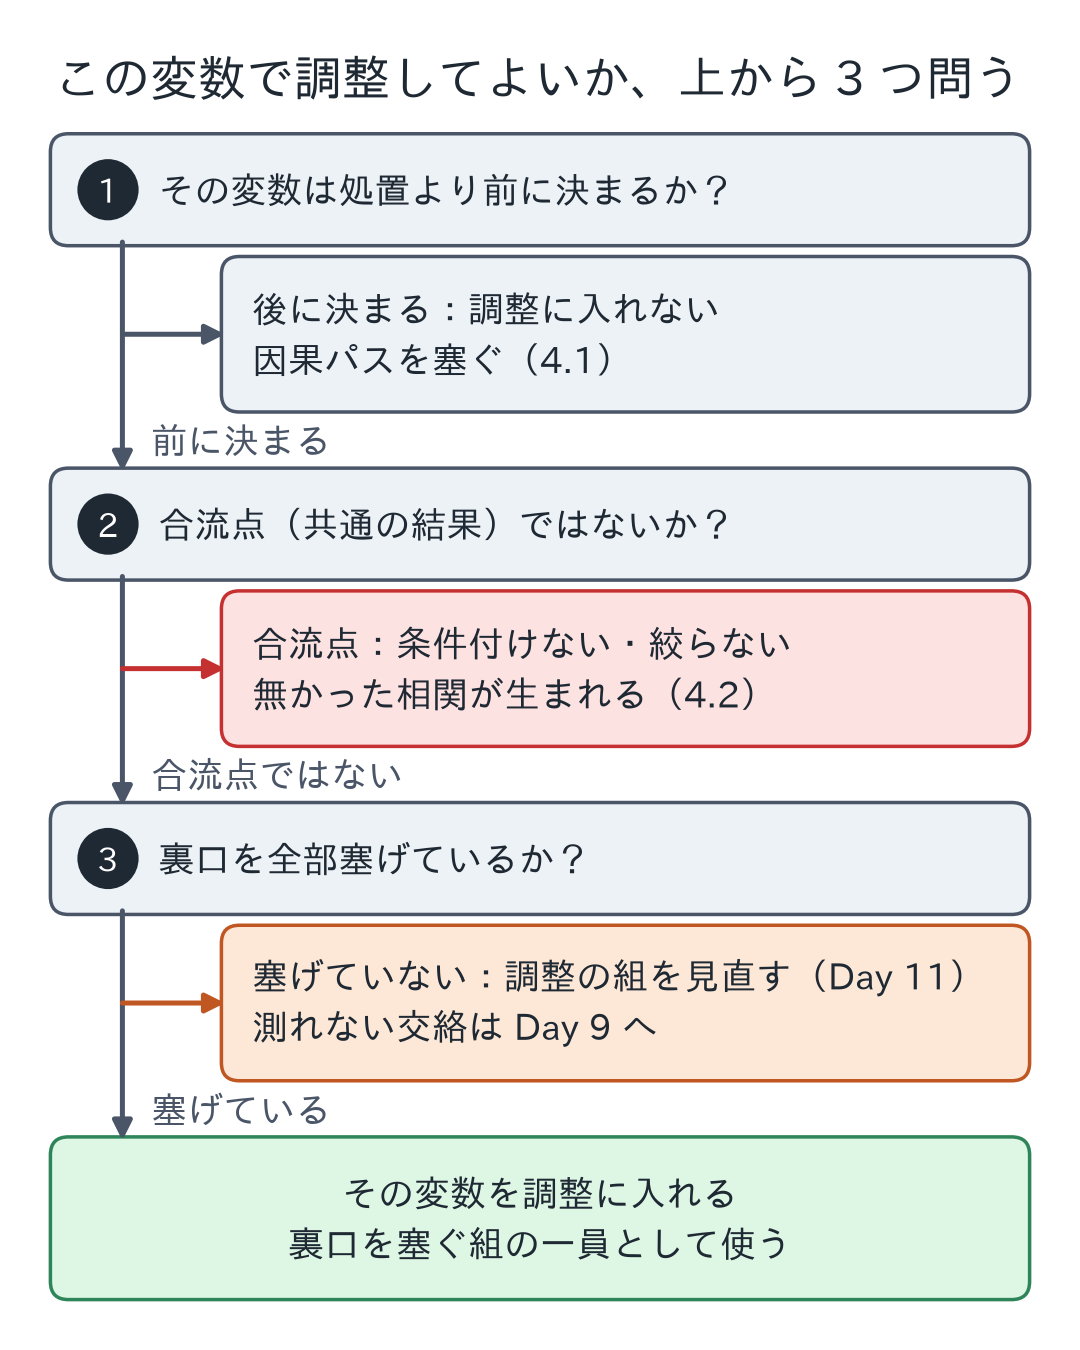 この変数で調整してよいか、上から 3 つ問う
1 その変数は処置より前に決まるか？
後に決まる：調整に入れない
因果パスを塞ぐ（4.1）
前に決まる
2 合流点（共通の結果）ではないか？
合流点：条件付けない・絞らない
無かった相関が生まれる（4.2）
合流点ではない
3 裏口を全部塞げているか？
塞げていない：調整の組を見直す（Day 11）
測れない交絡は Day 9 へ
塞げている
その変数を調整に入れる
裏口を塞ぐ組の一員として使う